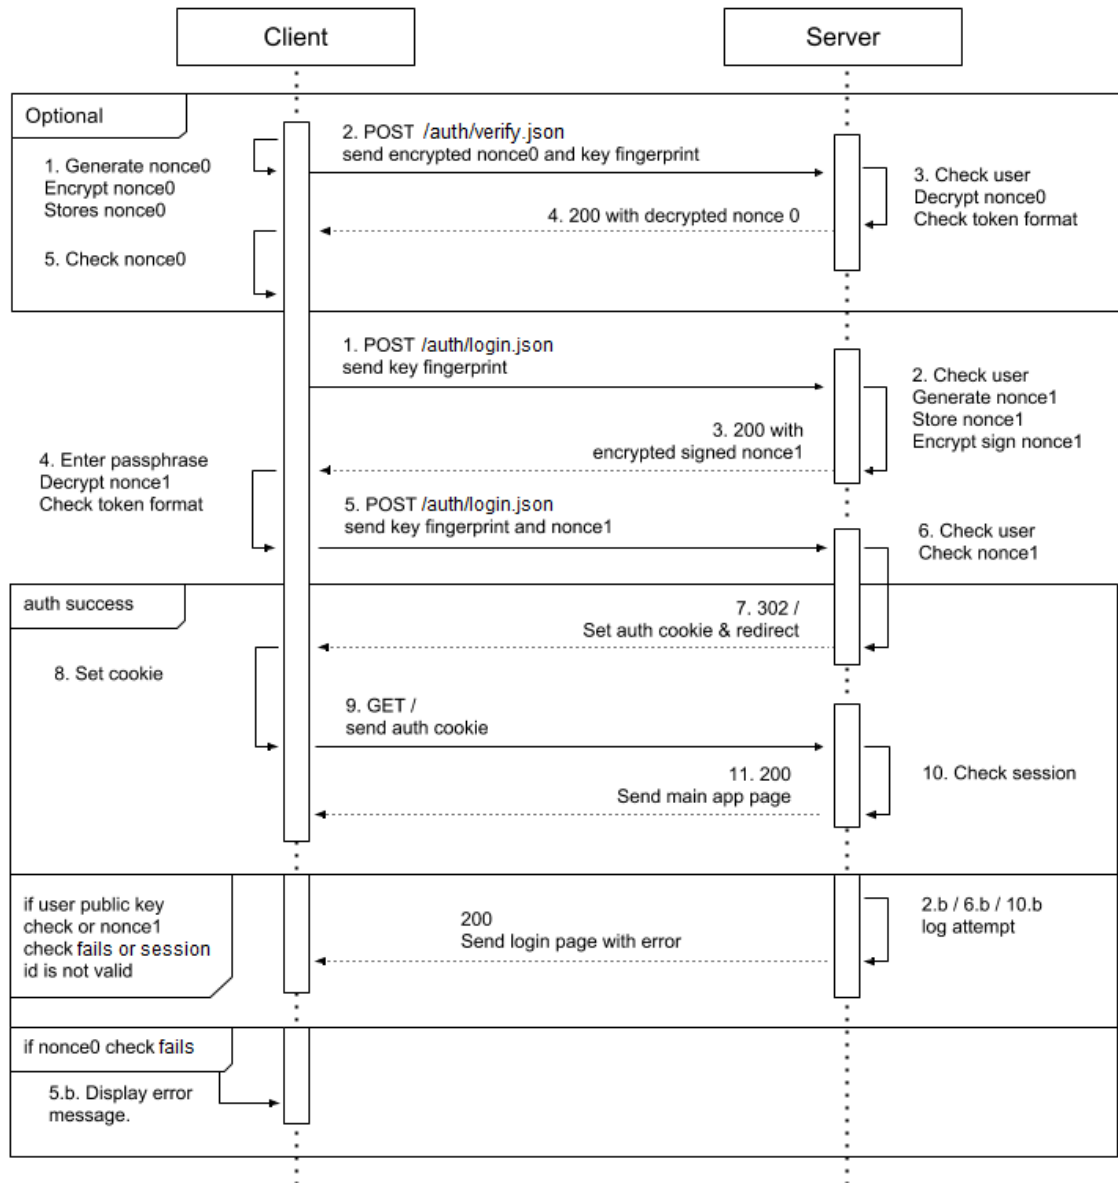 Client
Server
Optional
1. Generate nonce0
Encrypt nonce0
Stores nonce0
2. POST /auth/verify.json
send encrypted nonce0 and key fingerprint
3. Check user
Decrypt nonce0
Check token format
4. 200 with decrypted nonce 0
5. Check nonce0
1. POST /auth/login.json
send key fingerprint
2. Check user
Generate nonce1
Store nonce1
Encrypt sign nonce1
3. 200 with
encrypted signed nonce1
4. Enter passphrase
Decrypt nonce1
Check token format
5. POST /auth/login.json
send key fingerprint and nonce1
6. Check user
Check nonce1
auth success
7. 302 /
Set auth cookie & redirect
8. Set cookie
9. GET /
send auth cookie
10. Check session
11. 200
Send main app page
if user public key
check or nonce1
check fails or session
id is not valid
200
Send login page with error
2.b / 6.b / 10.b
log attempt
if nonce0 check fails
5.b. Display error
message.